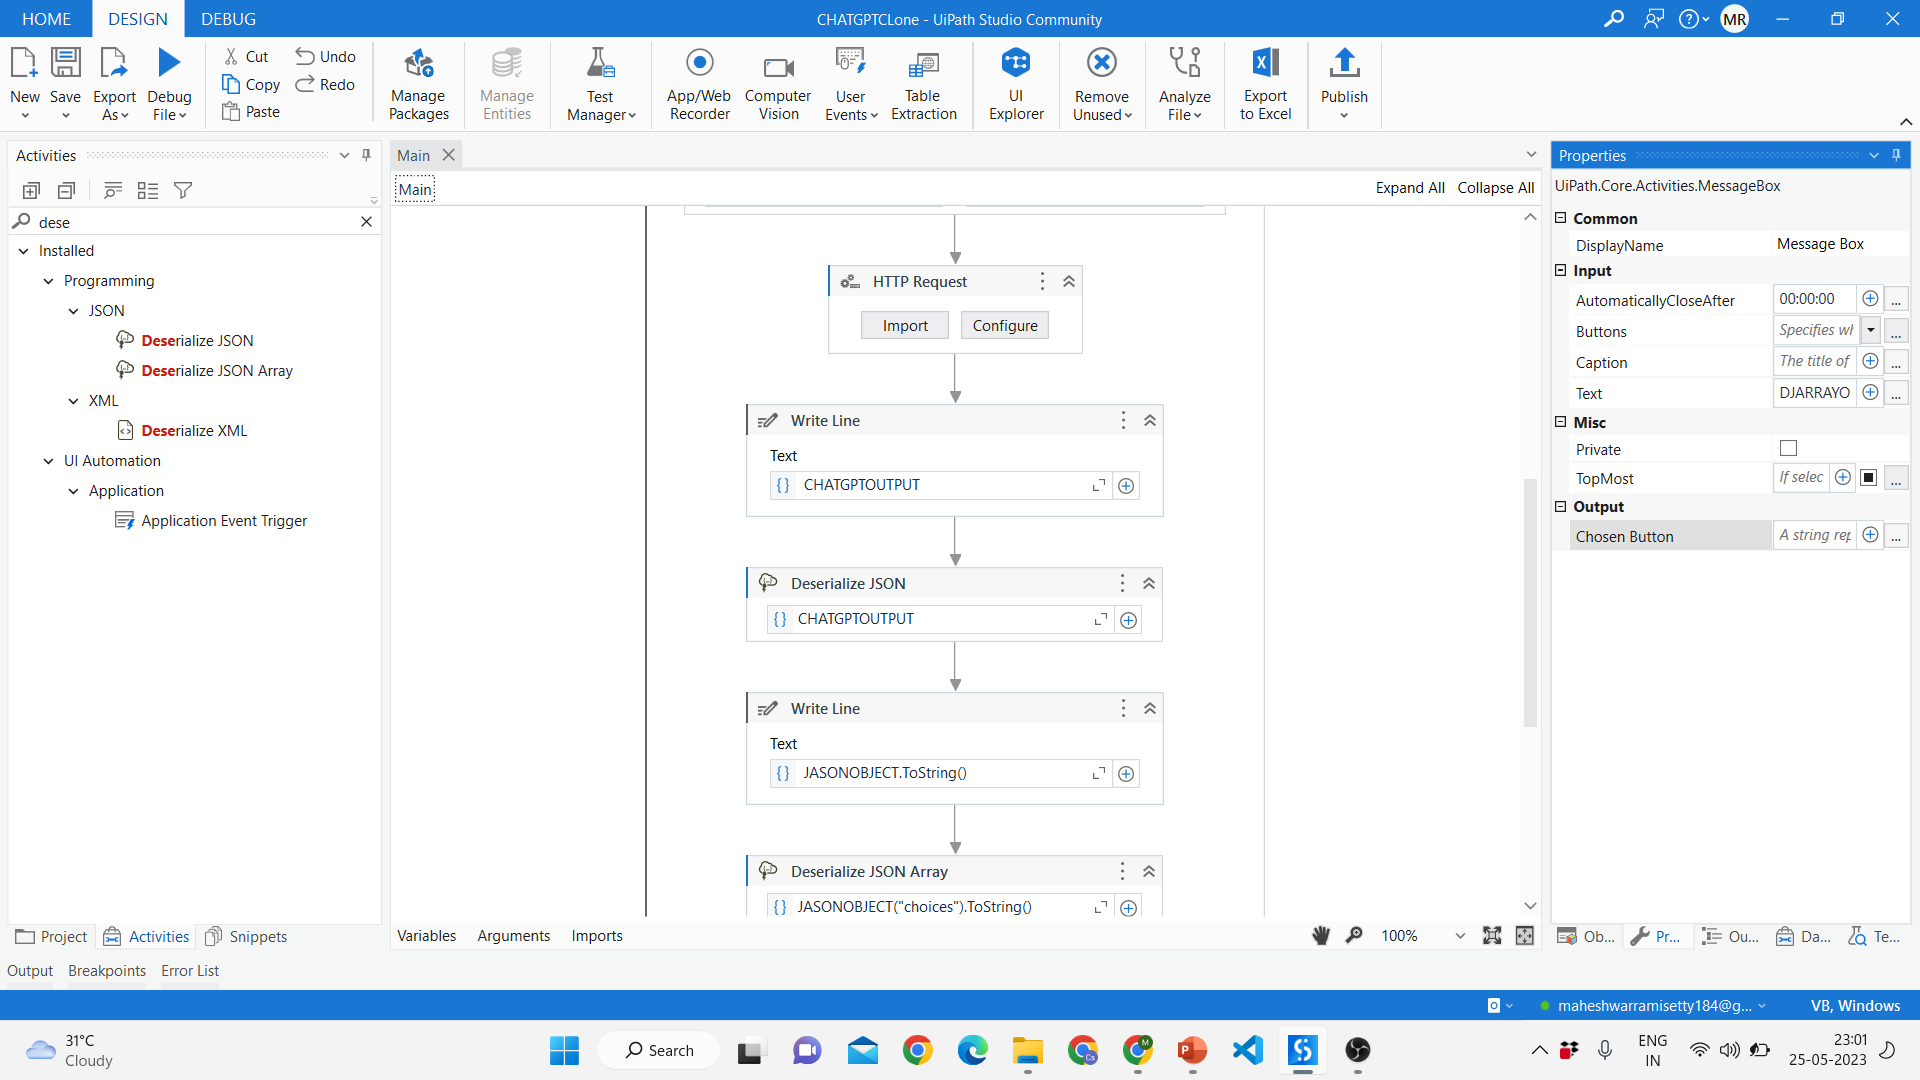 HOME DESIGN DEBUG CHATGPTCLone - UiPath Studio Community MR
New Save Export As Debug File Cut Copy Paste Undo Redo Manage Packages Manage Entities Test Manager App/Web Recorder Computer Vision User Events Table Extraction UI Explorer Remove Unused Analyze File Export to Excel Publish
Activities
dese
Installed
Programming
JSON
Deserialize JSON
Deserialize JSON Array
XML
Deserialize XML
UI Automation
Application
Application Event Trigger
Project Activities Snippets
Main
Main Expand All Collapse All
HTTP Request
Import Configure
Write Line
Text
{} CHATGPTOUTPUT
Deserialize JSON
{} CHATGPTOUTPUT
Write Line
Text
{} JASONOBJECT.ToString()
Deserialize JSON Array
{} JASONOBJECT("choices").ToString()
Variables Arguments Imports 100%
Properties
UiPath.Core.Activities.MessageBox
Common
DisplayName Message Box
Input
AutomaticallyCloseAfter 00:00:00 ...
Buttons Specifies wh ...
Caption The title of ...
Text DJARRAYO ...
Misc
Private
TopMost If selec ...
Output
Chosen Button A string rep ...
Ob... Pr... Ou... Da... Te...
Output Breakpoints Error List
maheshwarramisetty184@g... VB, Windows
31°C
Cloudy
Search
ENG
IN
23:01
25-05-2023